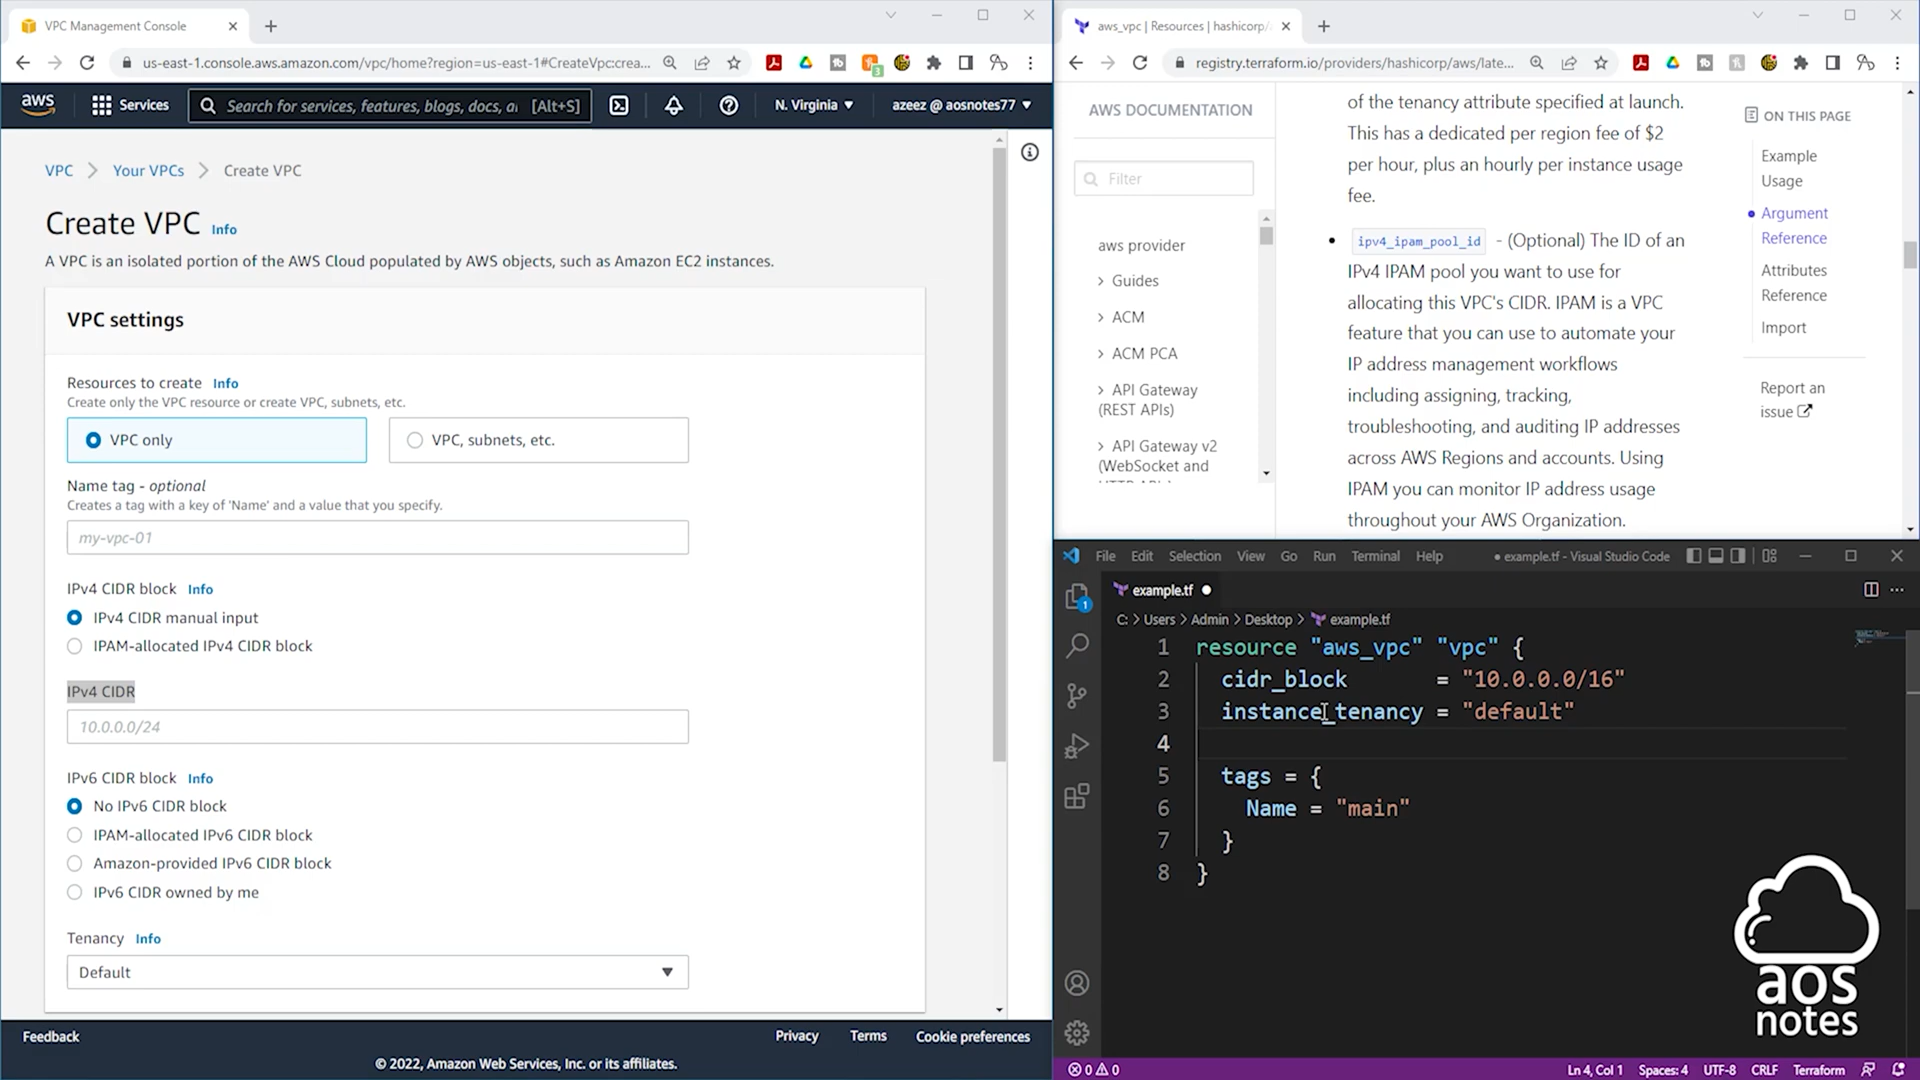 VPC Management Console
us-east-1.console.aws.amazon.com/vpc/home?region=us-east-1#CreateVpc:crea...
3
aws
Services
Search for services, features, blogs, docs, a [Alt+S]
N. Virginia
azeez @ aosnotes77
VPC
Your VPCs
Create VPC
Create VPC Info
A VPC is an isolated portion of the AWS Cloud populated by AWS objects, such as Amazon EC2 instances.
VPC settings
Resources to create Info
Create only the VPC resource or create VPC, subnets, etc.
VPC only
VPC, subnets, etc.
Name tag - optional
Creates a tag with a key of 'Name' and a value that you specify.
my-vpc-01
IPv4 CIDR block Info
IPv4 CIDR manual input
IPAM-allocated IPv4 CIDR block
IPv4 CIDR
10.0.0.0/24
IPv6 CIDR block Info
No IPv6 CIDR block
IPAM-allocated IPv6 CIDR block
Amazon-provided IPv6 CIDR block
IPv6 CIDR owned by me
Tenancy Info
Default
Feedback
Privacy
Terms
Cookie preferences
© 2022, Amazon Web Services, Inc. or its affiliates.
aws_vpc | Resources | hashicorp/
registry.terraform.io/providers/hashicorp/aws/late...
AWS DOCUMENTATION
Filter
aws provider
Guides
ACM
ACM PCA
API Gateway
(REST APIs)
API Gateway v2
(WebSocket and
of the tenancy attribute specified at launch.
This has a dedicated per region fee of $2
per hour, plus an hourly per instance usage
fee.
ipv4_ipam_pool_id - (Optional) The ID of an
IPv4 IPAM pool you want to use for
allocating this VPC's CIDR. IPAM is a VPC
feature that you can use to automate your
IP address management workflows
including assigning, tracking,
troubleshooting, and auditing IP addresses
across AWS Regions and accounts. Using
IPAM you can monitor IP address usage
throughout your AWS Organization.
ON THIS PAGE
Example
Usage
Argument
Reference
Attributes
Reference
Import
Report an
issue
File Edit Selection View Go Run Terminal Help
● example.tf - Visual Studio Code
1
example.tf
C: > Users > Admin > Desktop > example.tf
1 resource "aws_vpc" "vpc" {
2 cidr_block = "10.0.0.0/16"
3 instance_tenancy = "default"
4
5 tags = {
6 Name = "main"
7 }
8 }
aos
notes
0 0
Ln 4, Col 1 Spaces: 4 UTF-8 CRLF Terraform